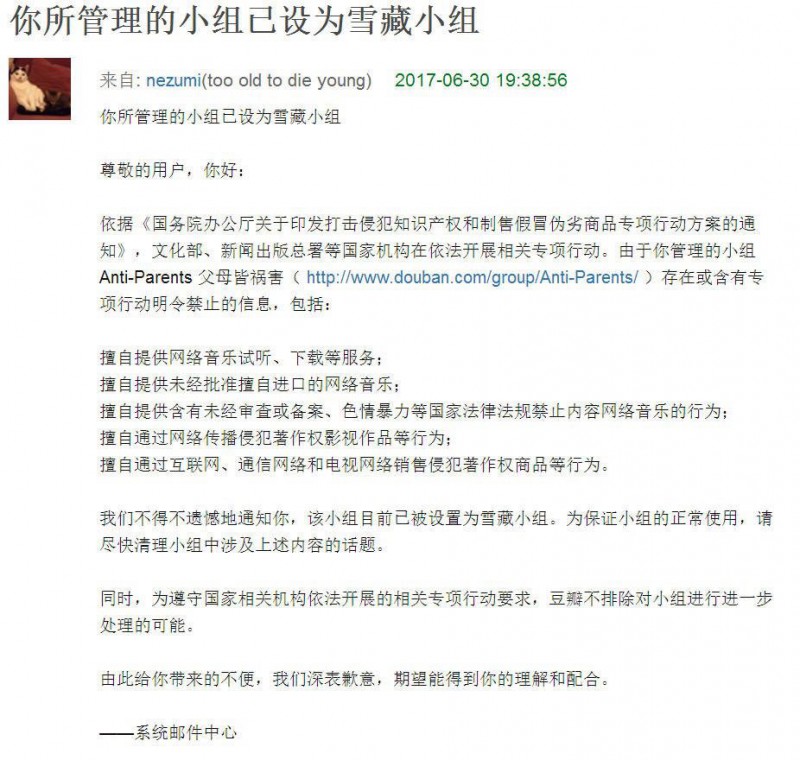 你所管理的小组已设为雪藏小组
来自: nezumi(too old to die young) 2017-06-30 19:38:56
你所管理的小组已设为雪藏小组
尊敬的用户，你好：
依据《国务院办公厅关于印发打击侵犯知识产权和制售假冒伪劣商品专项行动方案的通
知》，文化部、新闻出版总署等国家机构在依法开展相关专项行动。由于你管理的小组
Anti-Parents 父母皆祸害（ http://www.douban.com/group/Anti-Parents/ ）存在或含有专
项行动明令禁止的信息，包括：
擅自提供网络音乐试听、下载等服务；
擅自提供未经批准擅自进口的网络音乐；
擅自提供含有未经审查或备案、色情暴力等国家法律法规禁止内容网络音乐的行为；
擅自通过网络传播侵犯著作权影视作品等行为；
擅自通过互联网、通信网络和电视网络销售侵犯著作权商品等行为。
我们不得不遗憾地通知你，该小组目前已被设置为雪藏小组。为保证小组的正常使用，请
尽快清理小组中涉及上述内容的话题。
同时，为遵守国家相关机构依法开展的相关专项行动要求，豆瓣不排除对小组进行进一步
处理的可能。
由此给你带来的不便，我们深表歉意，期望能得到你的理解和配合。
——系统邮件中心